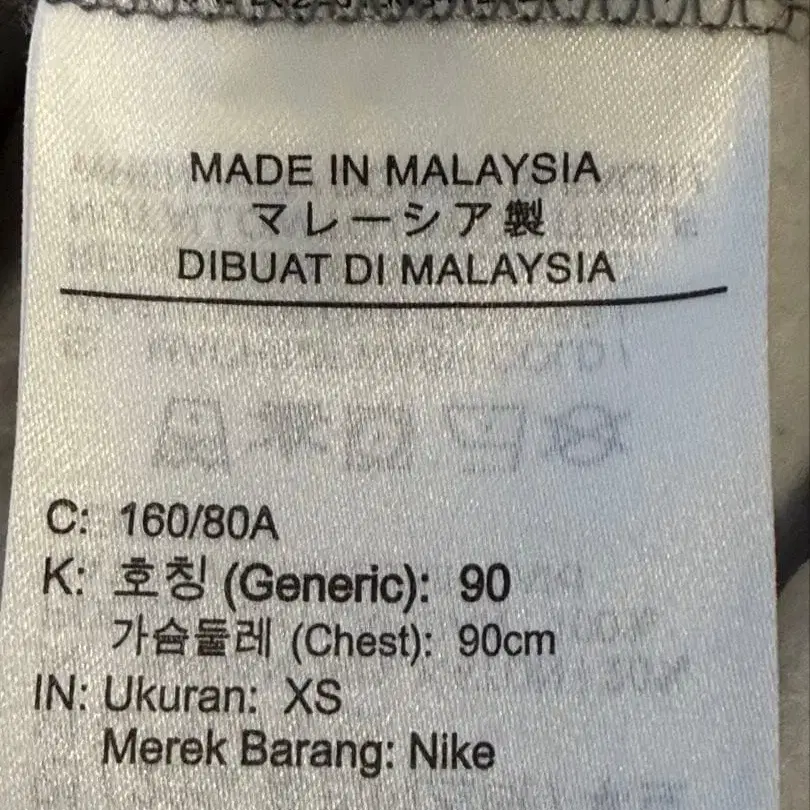 MADE IN MALAYSIA
マレーシア製
DIBUAT DI MALAYSIA
C: 160/80A
K: 호칭 (Generic): 90
가슴둘레 (Chest): 90cm
IN: Ukuran: XS
Merek Barang: Nike